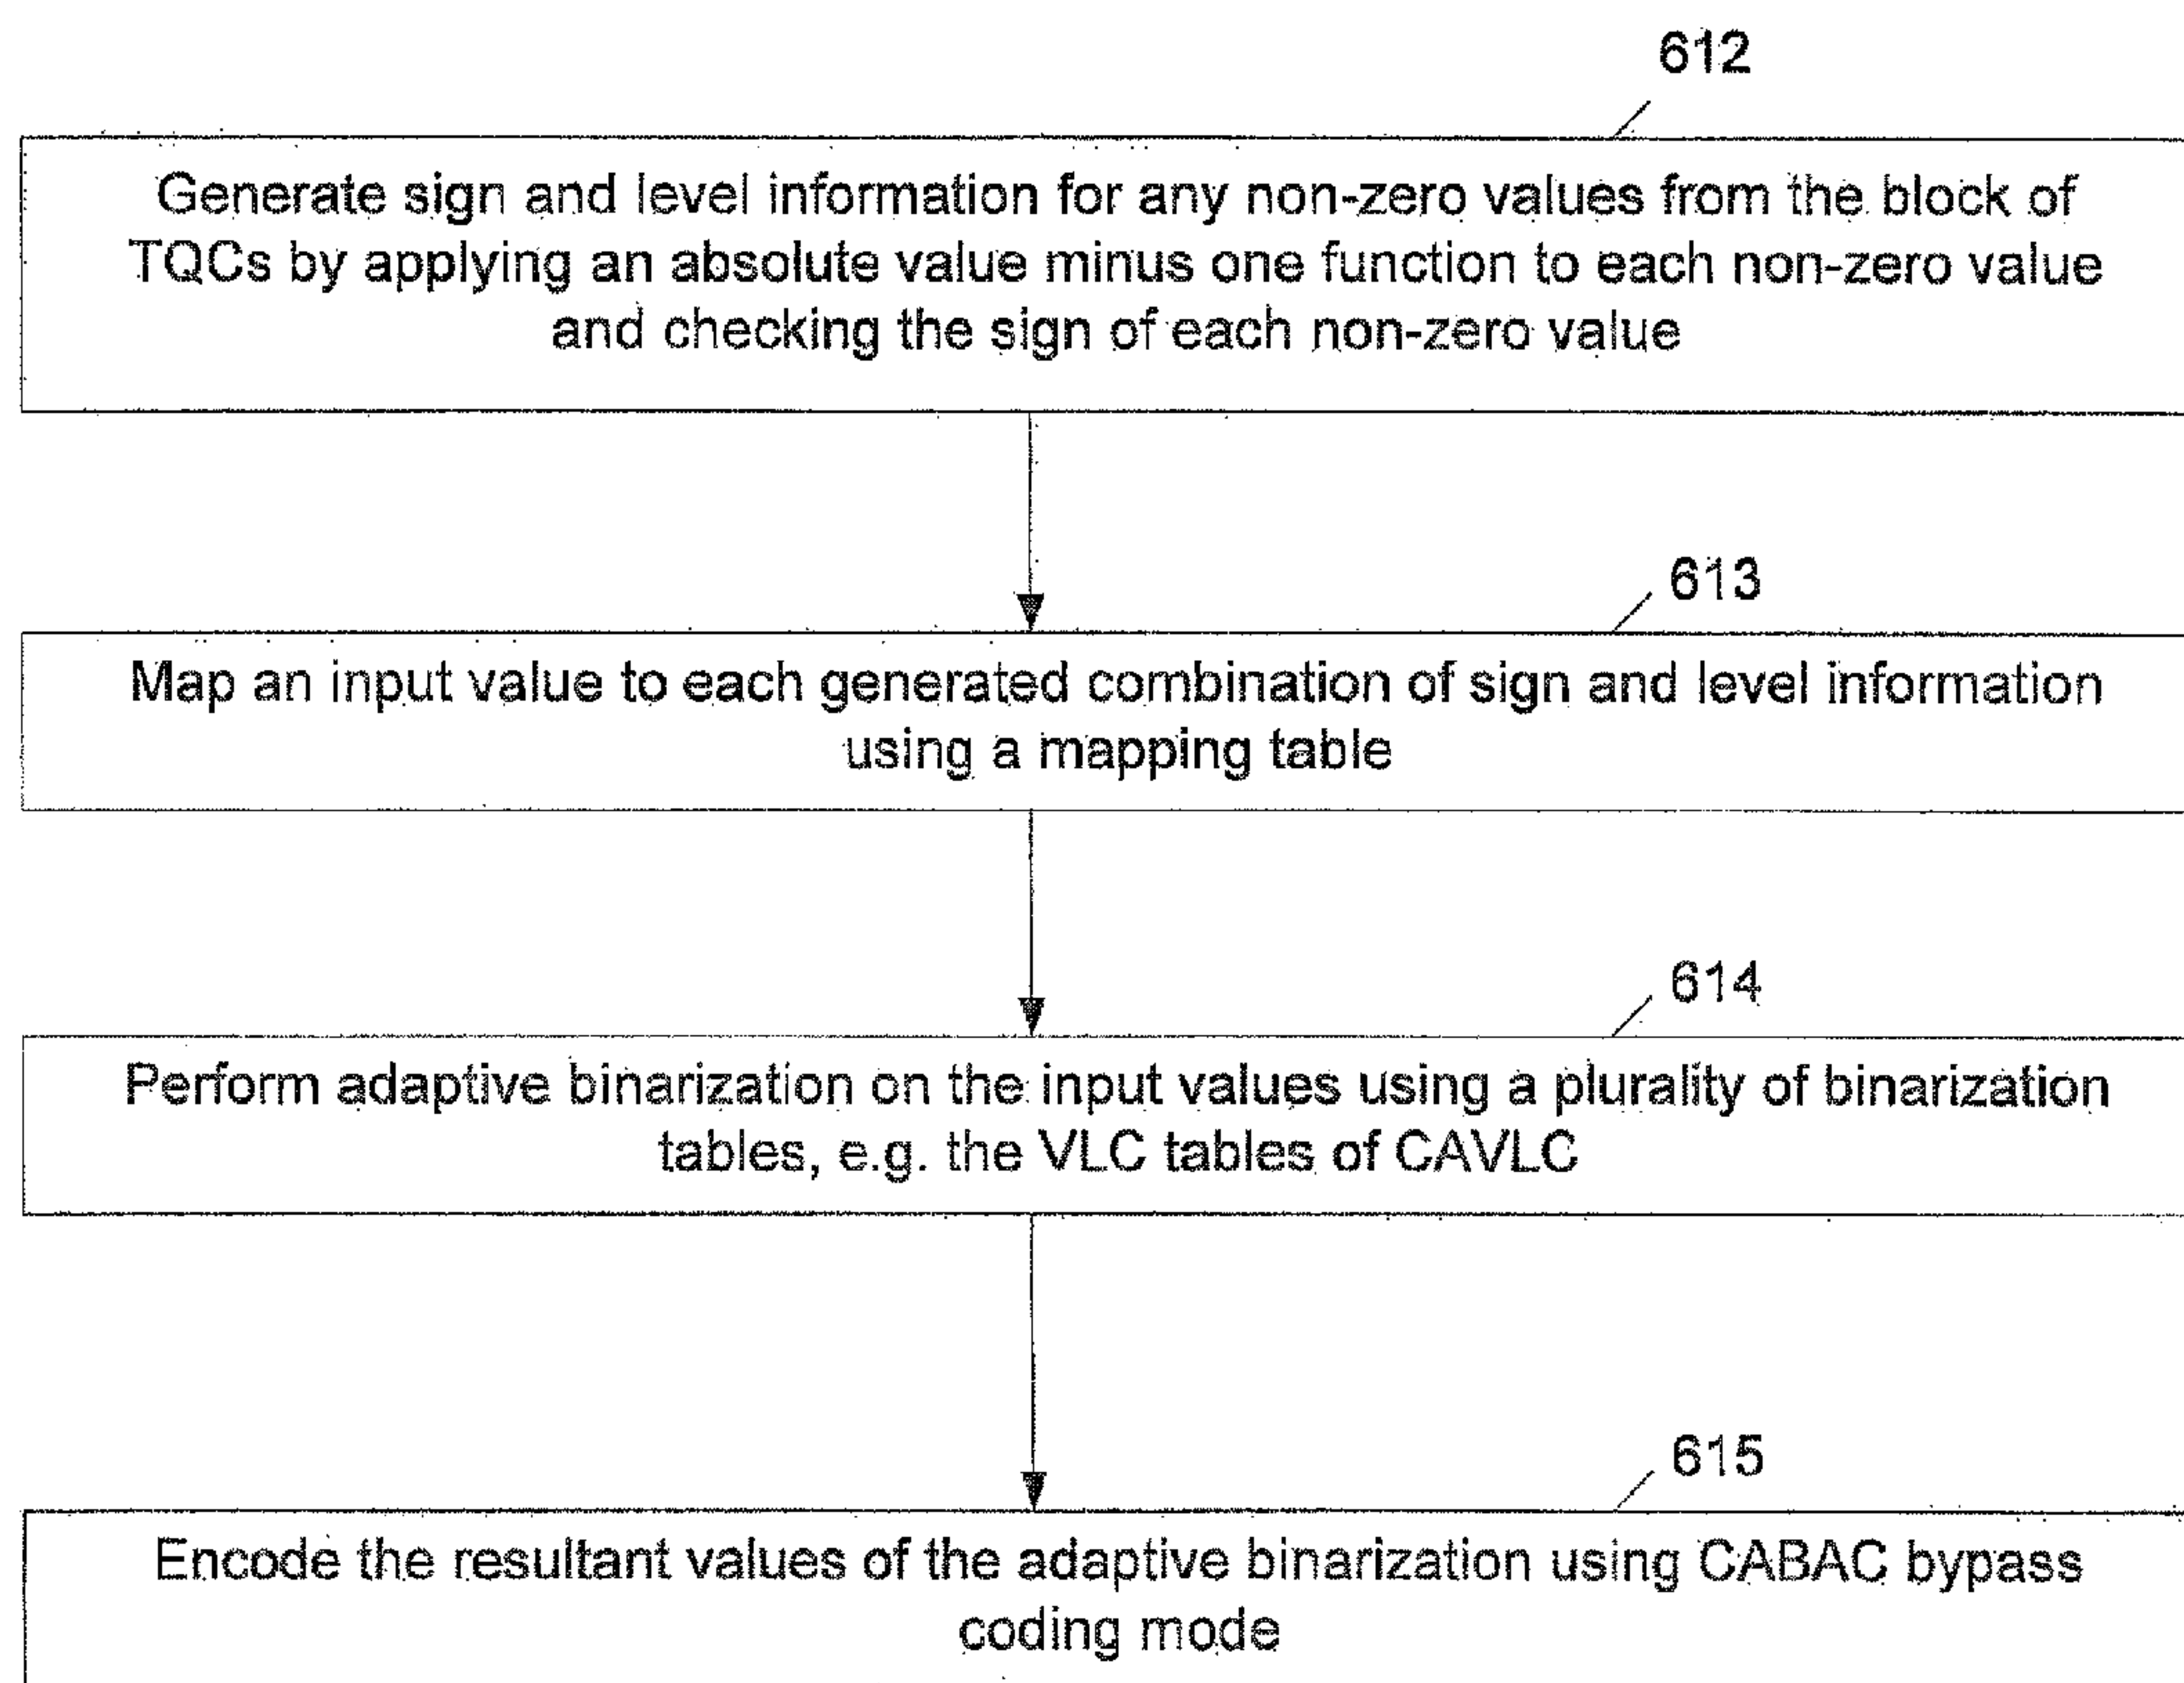 612
Generate sign and level information for any non-zero values from the block of
TQCs by applying an absolute value minus one function to each non-zero value
and checking the sign of each non-zero value
613
Map an input value to each generated combination of sign and level information
using a mapping table
614
Perform adaptive binarization on the input values using a plurality of binarization
tables, e.g. the VLC tables of CAVLC
615
Encode the resultant values of the adaptive binarization using CABAC bypass
coding mode